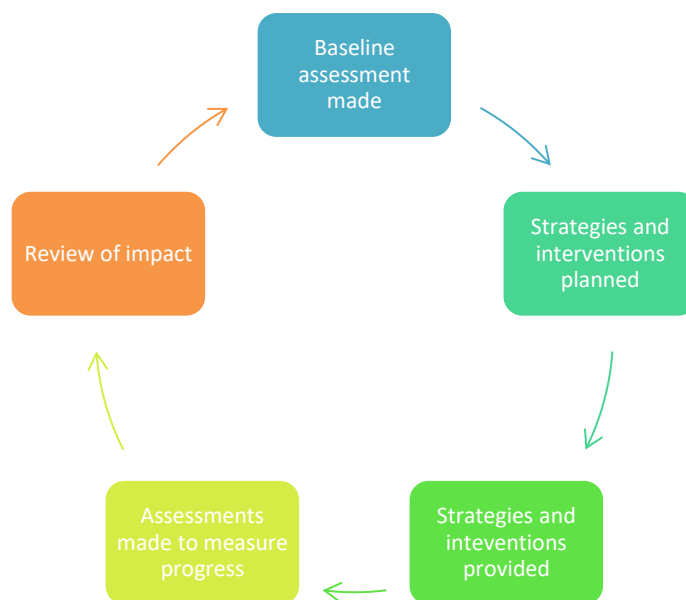 Baseline
assessment
made
Strategies and
interventions
planned
Strategies and
inteventions
provided
Assessments
made to measure
progress
Review of impact